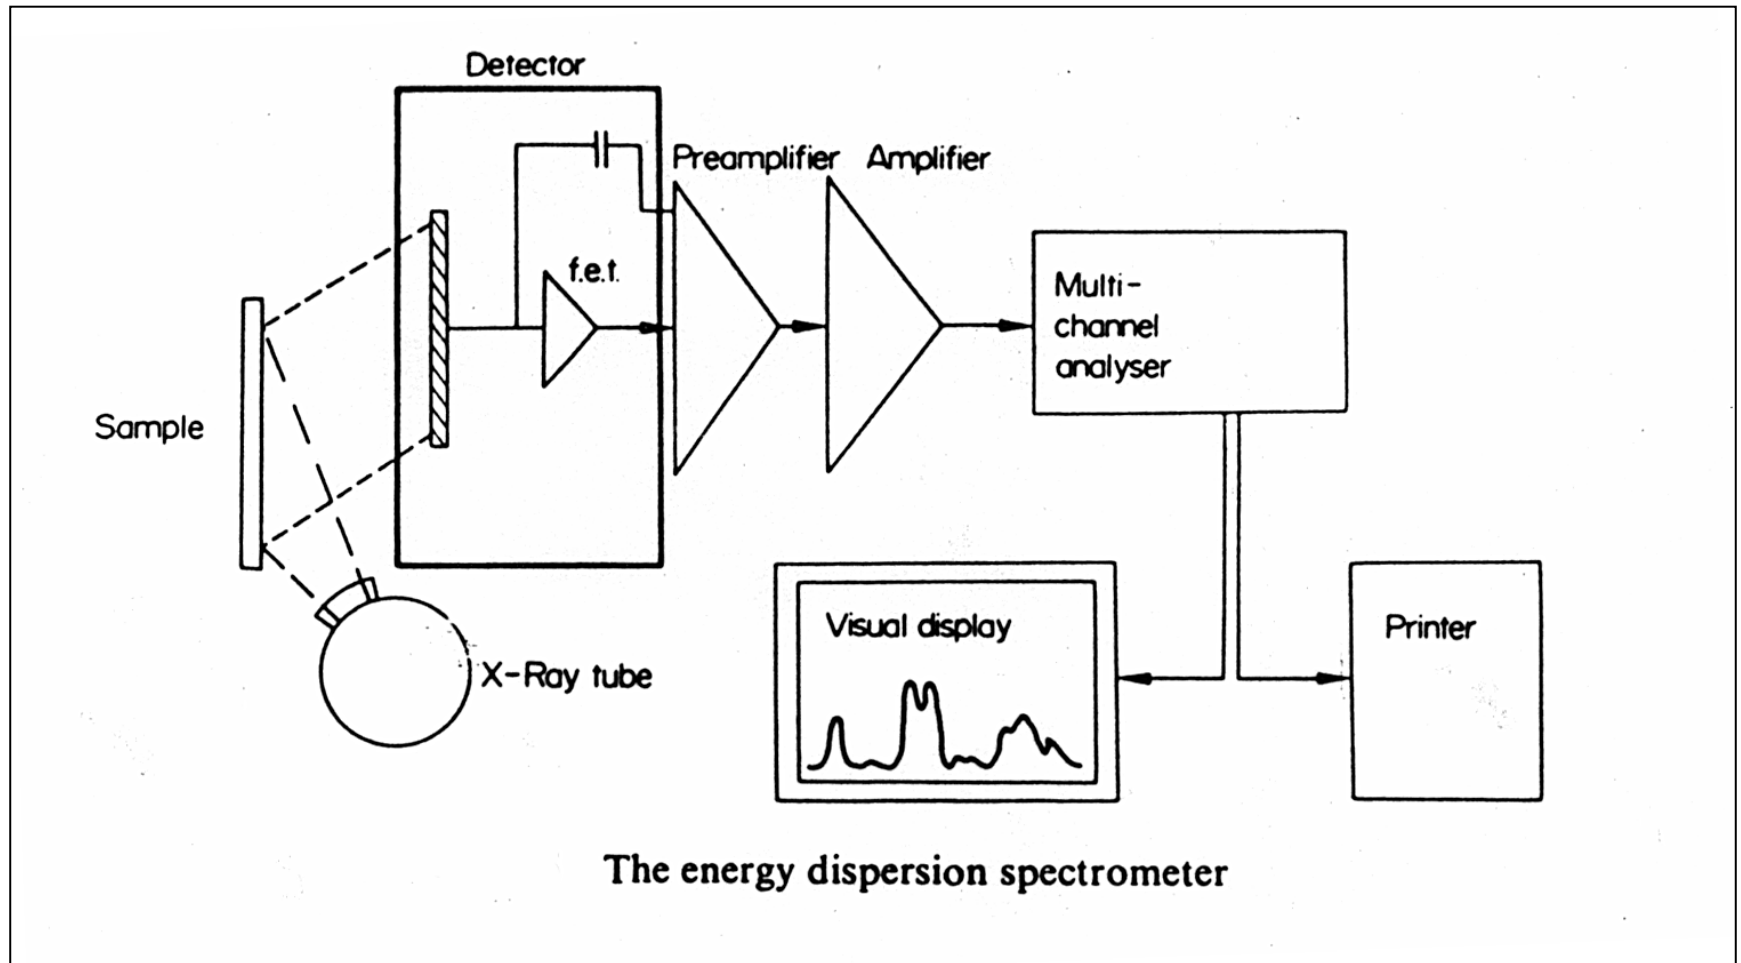 Detector
Preamplifier Amplifier
f.e.t.
Multi-
channel
analyser
Sample
Visual display
Printer
X-Ray tube
The energy dispersion spectrometer